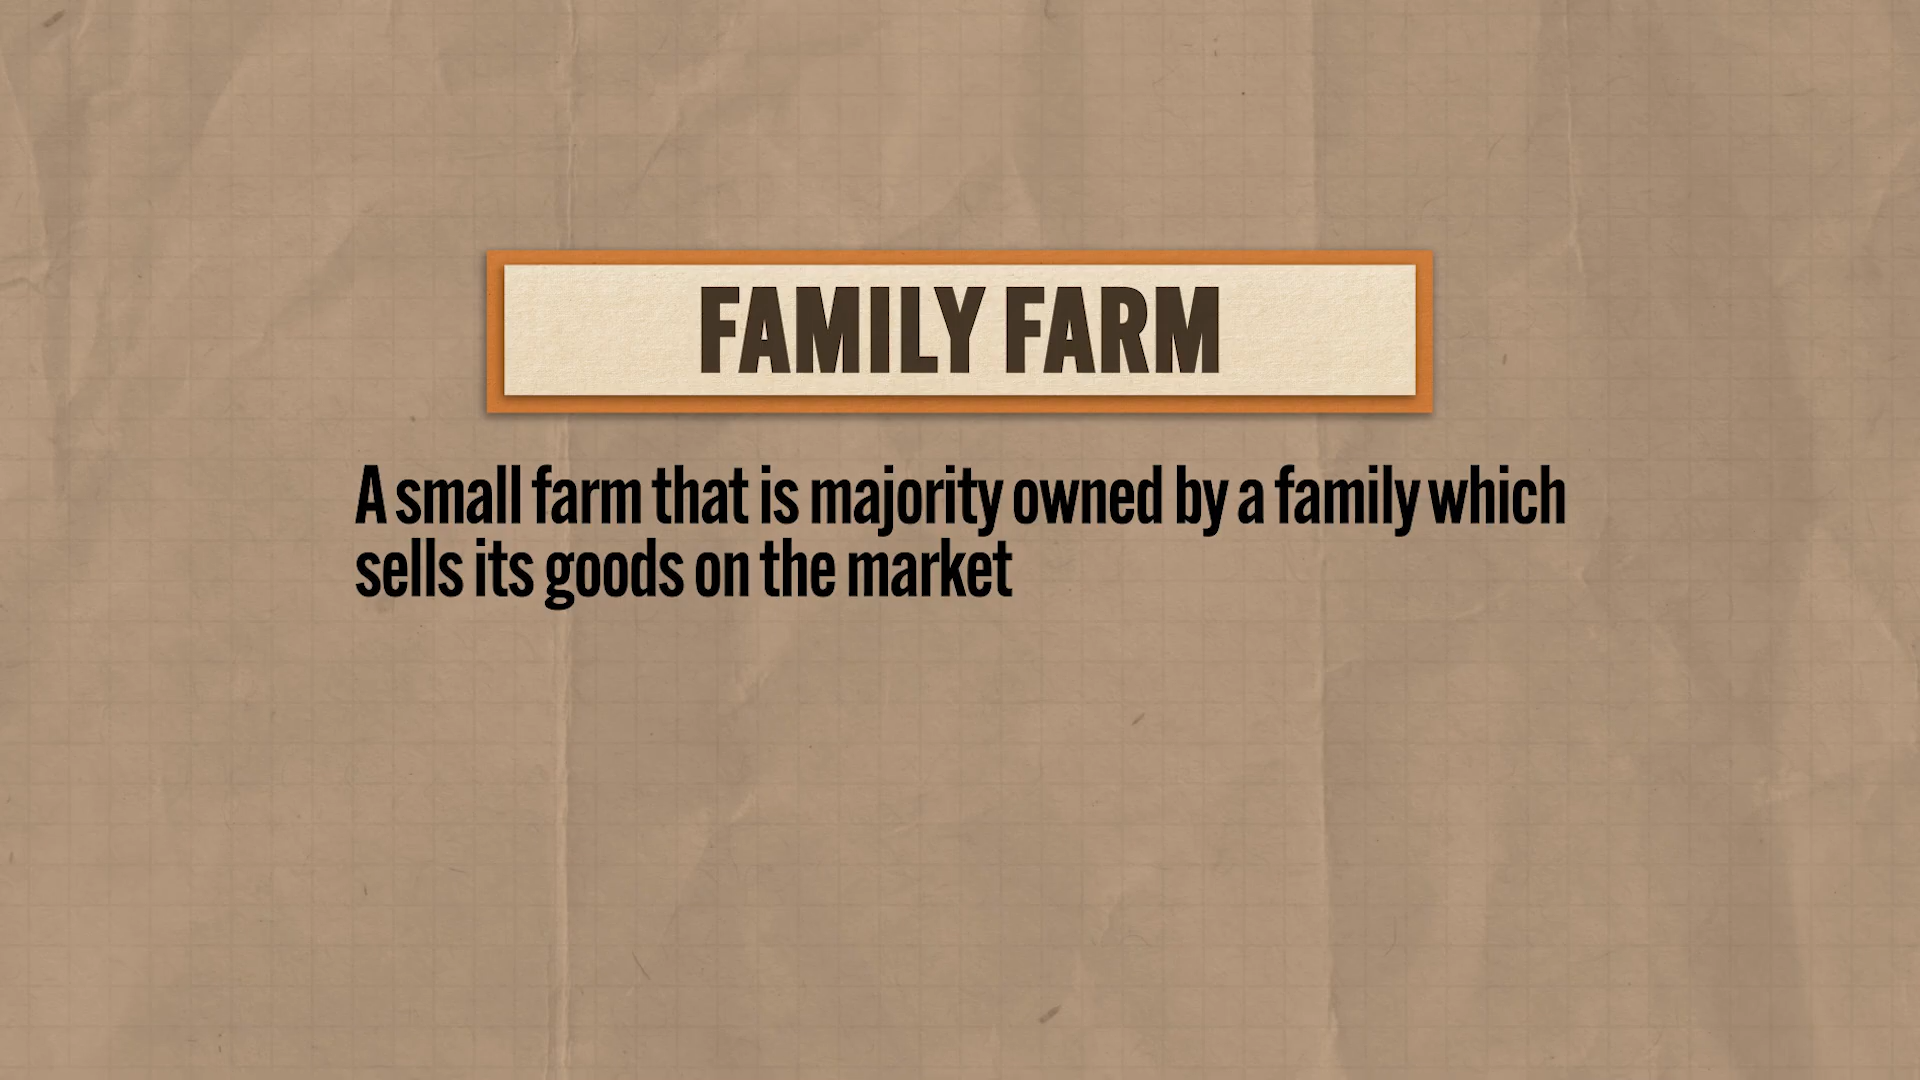 FAMILY FARM
A small farm that is majority owned by a family which
sells its goods on the market